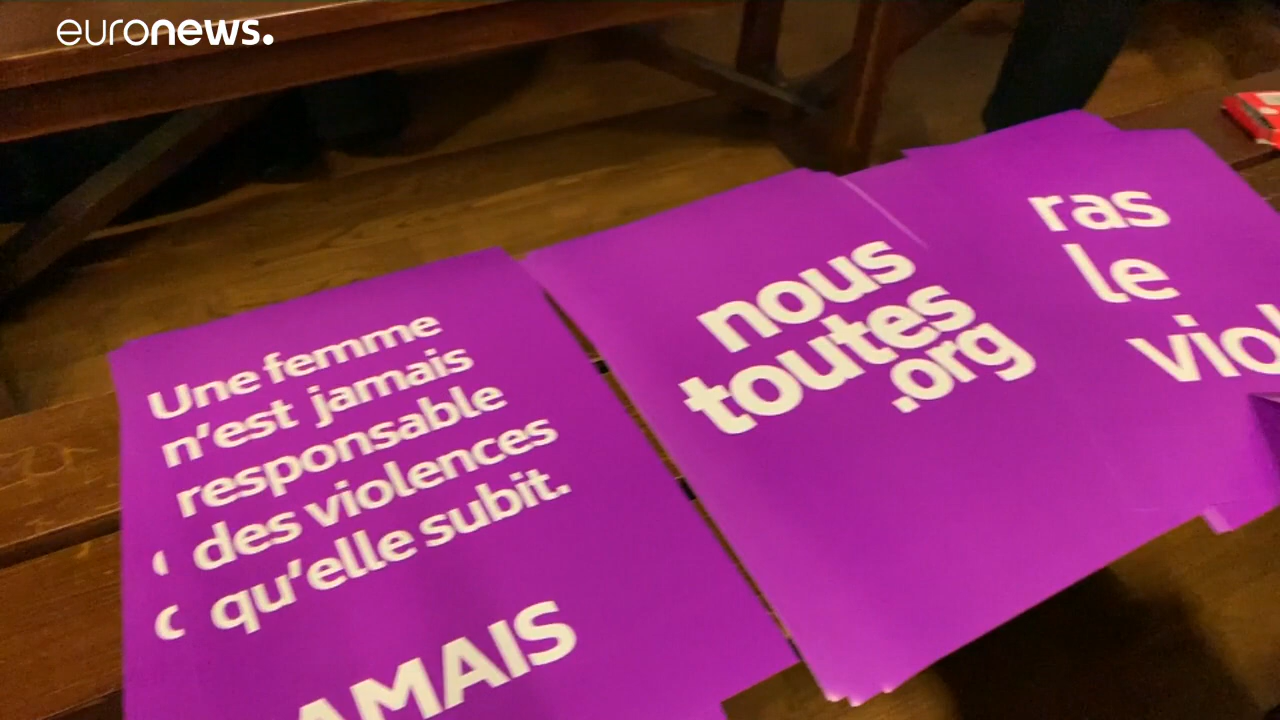 euronews.
Une femme
n'est jamais
responsable
des violences
qu'elle subit.
AMAIS
nous
toutes
.org
ras
le
viol